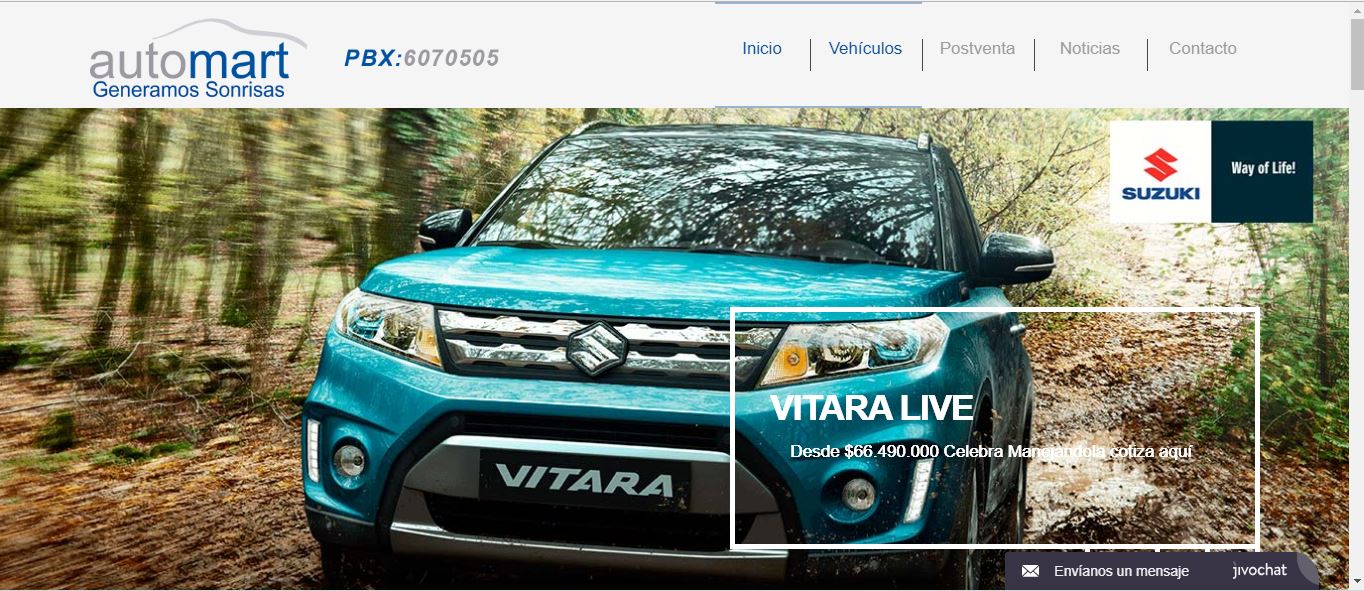 automart
Generamos Sonrisas
PBX:6070505
Inicio
Vehículos
Postventa
Noticias
Contacto
SUZUKI
Way of Life!
VITARA LIVE
Desde $66.490.000 Celebra Manejándola cotiza aquí
VITARA
Envíanos un mensaje
jivochat